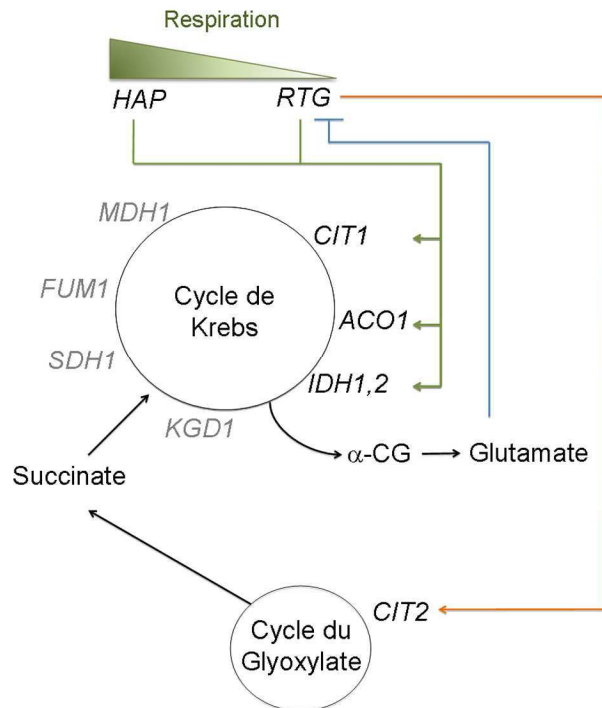 Respiration
HAP
RTG
MDH1
CIT1
FUM1
Cycle de
Krebs
ACO1
SDH1
IDH1,2
KGD1
α-CG
Glutamate
Succinate
CIT2
Cycle du
Glyoxylate